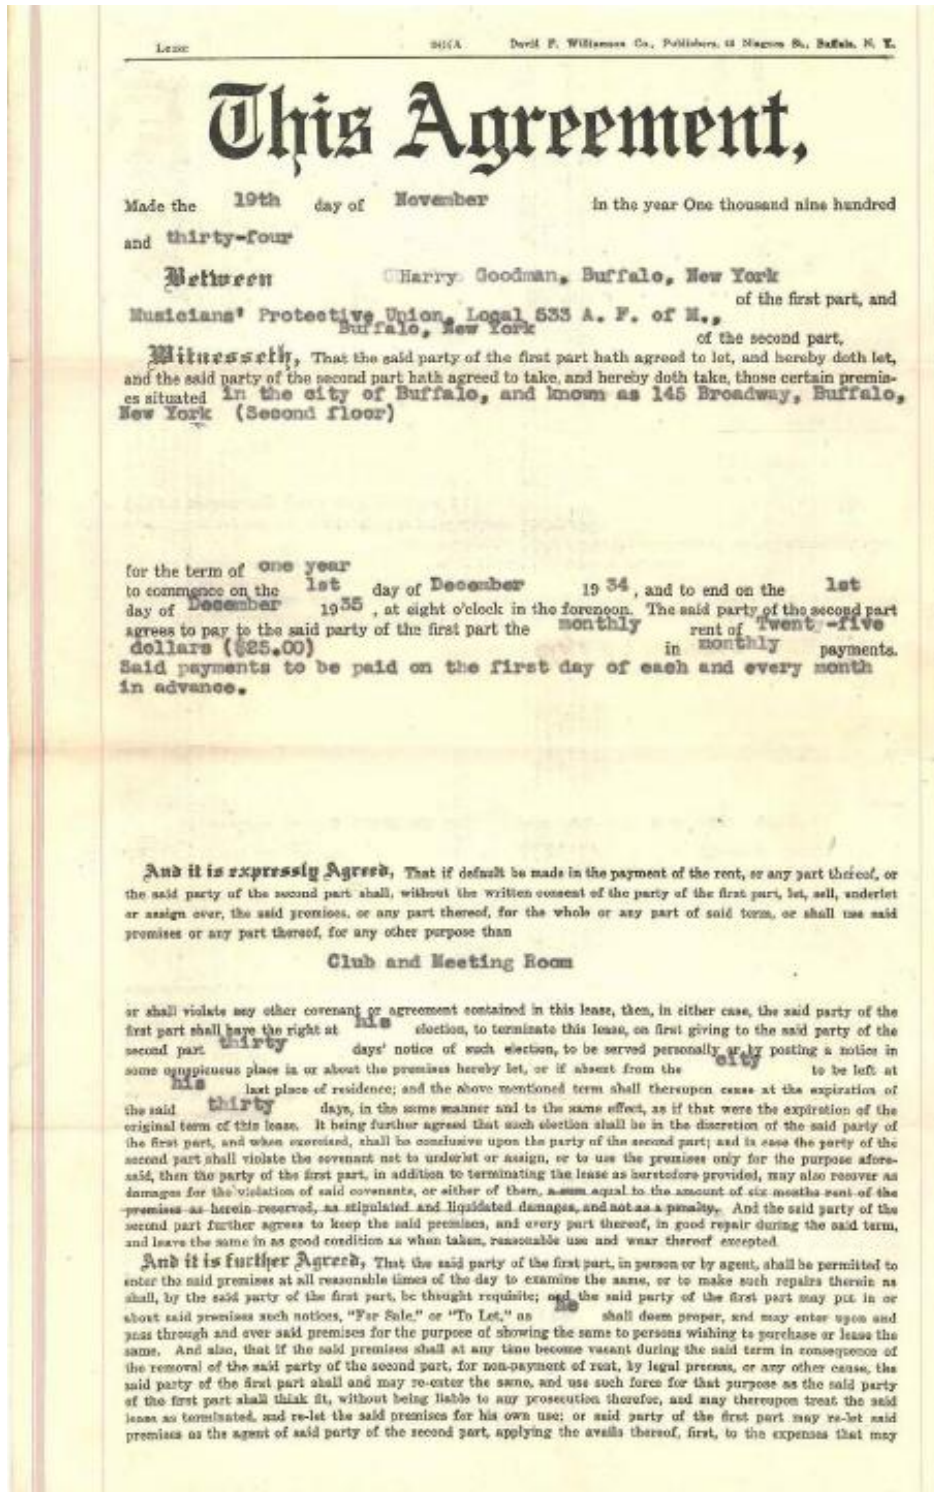 Lease 241A David F. Williamson Co., Publishers, Niagara St., Buffalo, N. Y.
This Agreement,
Made the 19th day of November in the year One thousand nine hundred
and thirty-four
Between Harry Goodman, Buffalo, New York
of the first part, and
Musicians' Protective Union, Local 533 A. F. of M.,
Buffalo, New York
of the second part,
Witnesseth, That the said party of the first part hath agreed to let, and hereby doth let,
and the said party of the second part hath agreed to take, and hereby doth take, those certain premis-
es situated in the city of Buffalo, and known as 145 Broadway, Buffalo,
New York (Second floor)
for the term of one year
to commence on the 1st day of December 19 34, and to end on the 1st
day of December 1935, at eight o'clock in the forenoon. The said party of the second part
agrees to pay to the said party of the first part the monthly rent of Twenty-five
dollars ($25.00) in monthly payments.
Said payments to be paid on the first day of each and every month
in advance.
And it is expressly Agreed, That if default be made in the payment of the rent, or any part thereof, or
the said party of the second part shall, without the written consent of the party of the first part, let, sell, underlet
or assign over, the said premises, or any part thereof, for the whole or any part of said term, or shall use said
premises or any part thereof, for any other purpose than
Club and Meeting Room
or shall violate any other covenant or agreement contained in this lease, then, in either case, the said party of the
first part shall have the right at his election, to terminate this lease, on first giving to the said party of the
second part thirty days' notice of such election, to be served personally or by posting a notice in
some conspicuous place in or about the premises hereby let, or if absent from the city to be left at
his last place of residence; and the above mentioned term shall thereupon cease at the expiration of
the said thirty days, in the same manner and to the same effect, as if that were the expiration of the
original term of this lease. It being further agreed that such election shall be in the discretion of the said party of
the first part, and when exercised, shall be conclusive upon the party of the second part; and in case the party of the
second part shall violate the covenant not to underlet or assign, or to use the premises only for the purpose afore-
said, then the party of the first part, in addition to terminating the lease as heretofore provided, may also recover as
damages for the violation of said covenants, or either of them, a sum equal to the amount of six months rent of the
premises as herein reserved, as stipulated and liquidated damages, and not as a penalty. And the said party of the
second part further agrees to keep the said premises, and every part thereof, in good repair during the said term,
and leave the same in as good condition as when taken, reasonable use and wear thereof excepted.
And it is further Agreed, That the said party of the first part, in person or by agent, shall be permitted to
enter the said premises at all reasonable times of the day to examine the same, or to make such repairs therein as
shall, by the said party of the first part, be thought requisite; and the said party of the first part may put in or
about said premises such notices, "For Sale," or "To Let," as he shall deem proper, and may enter upon and
pass through and over said premises for the purpose of showing the same to persons wishing to purchase or lease the
same. And also, that if the said premises shall at any time become vacant during the said term in consequence of
the removal of the said party of the second part, for non-payment of rent, by legal process, or any other cause, the
said party of the first part shall and may re-enter the same, and use such force for that purpose as the said party
of the first part shall think fit, without being liable to any prosecution therefor, and may thereupon treat the said
lease as terminated, and re-let the said premises for his own use; or said party of the first part may re-let said
premises as the agent of said party of the second part, applying the avails thereof, first, to the expenses that may